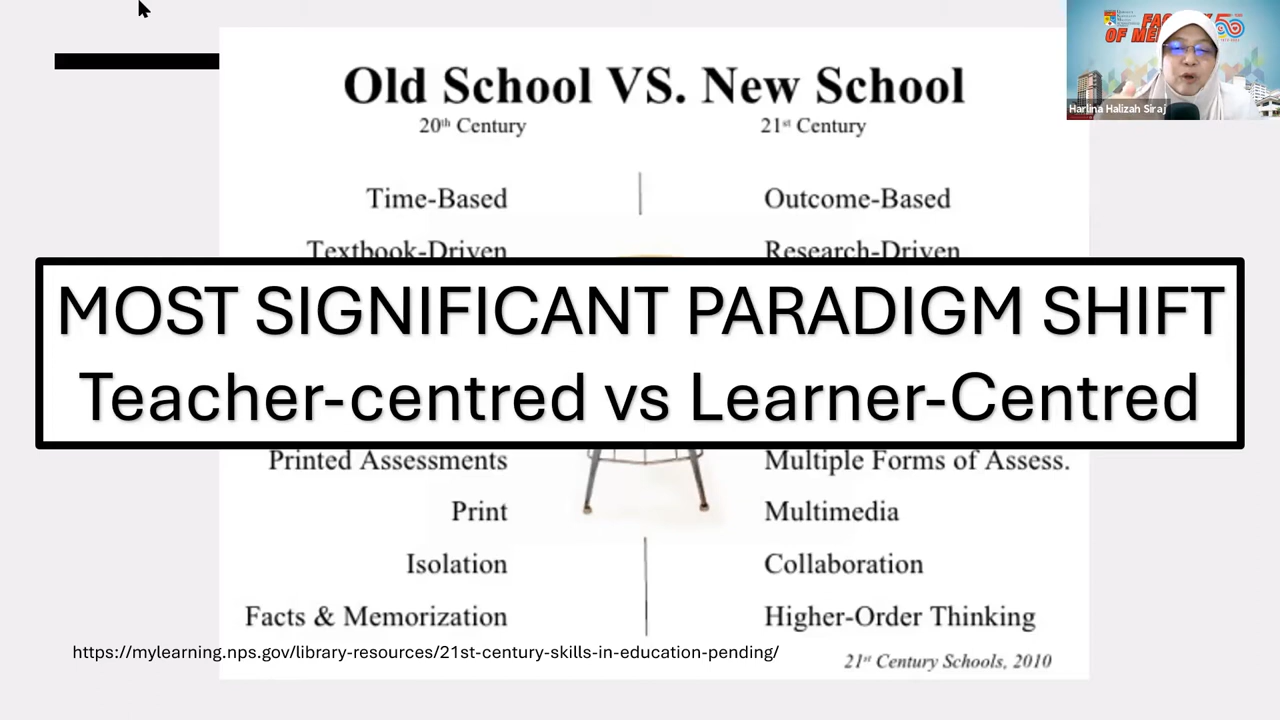 Old School VS. New School
20th Century 21st Century
Time-Based Outcome-Based
Textbook-Driven Research-Driven
MOST SIGNIFICANT PARADIGM SHIFT
Teacher-centred vs Learner-Centred
Printed Assessments Multiple Forms of Assess.
Print Multimedia
Isolation Collaboration
Facts & Memorization Higher-Order Thinking
https://mylearning.nps.gov/library-resources/21st-century-skills-in-education-pending/
21st Century Schools, 2010
Harlina Halizah Siraj